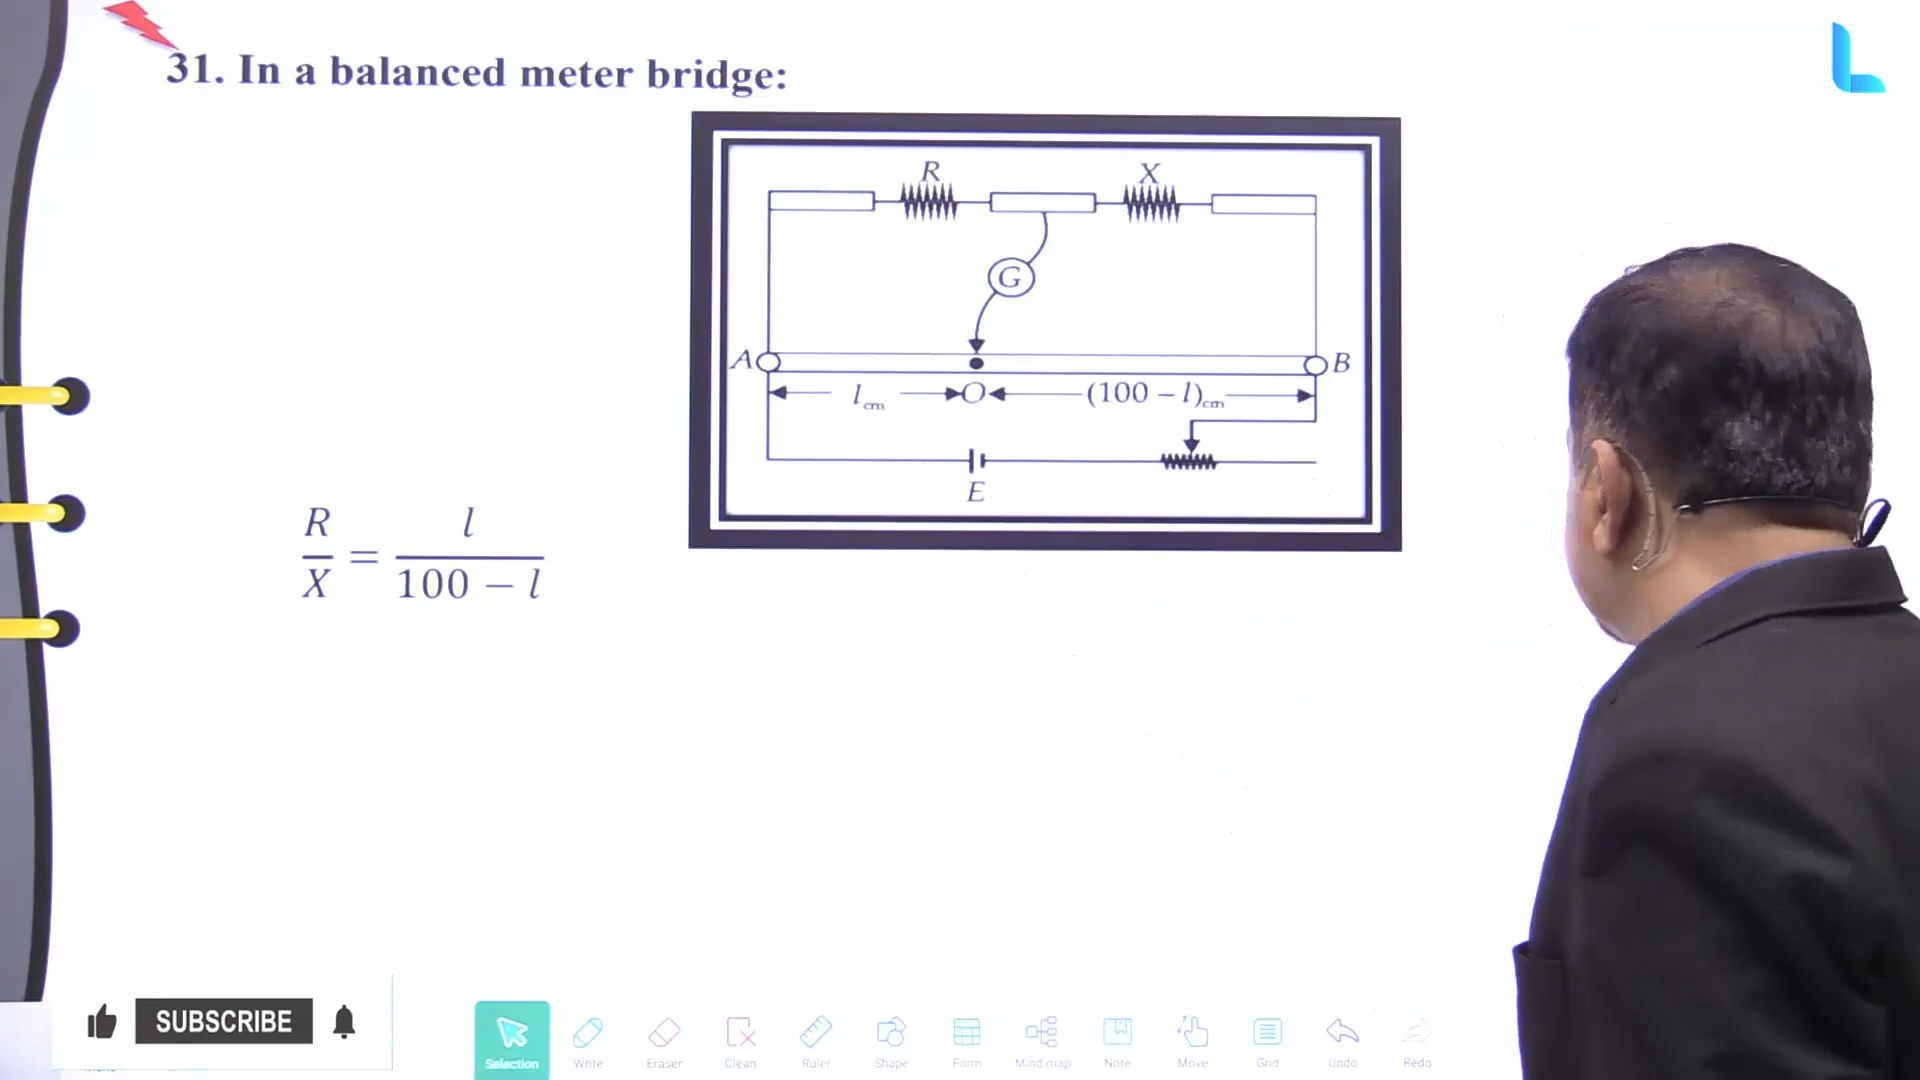 31. In a balanced meter bridge:
R
X
G
A
B
l cm
O
(100 – l)cm
E
R/X = l/(100 – l)
SUBSCRIBE
Selection
Write
Eraser
Clean
Ruler
Shape
Form
Mind map
Note
Move
Grid
Undo
Redo